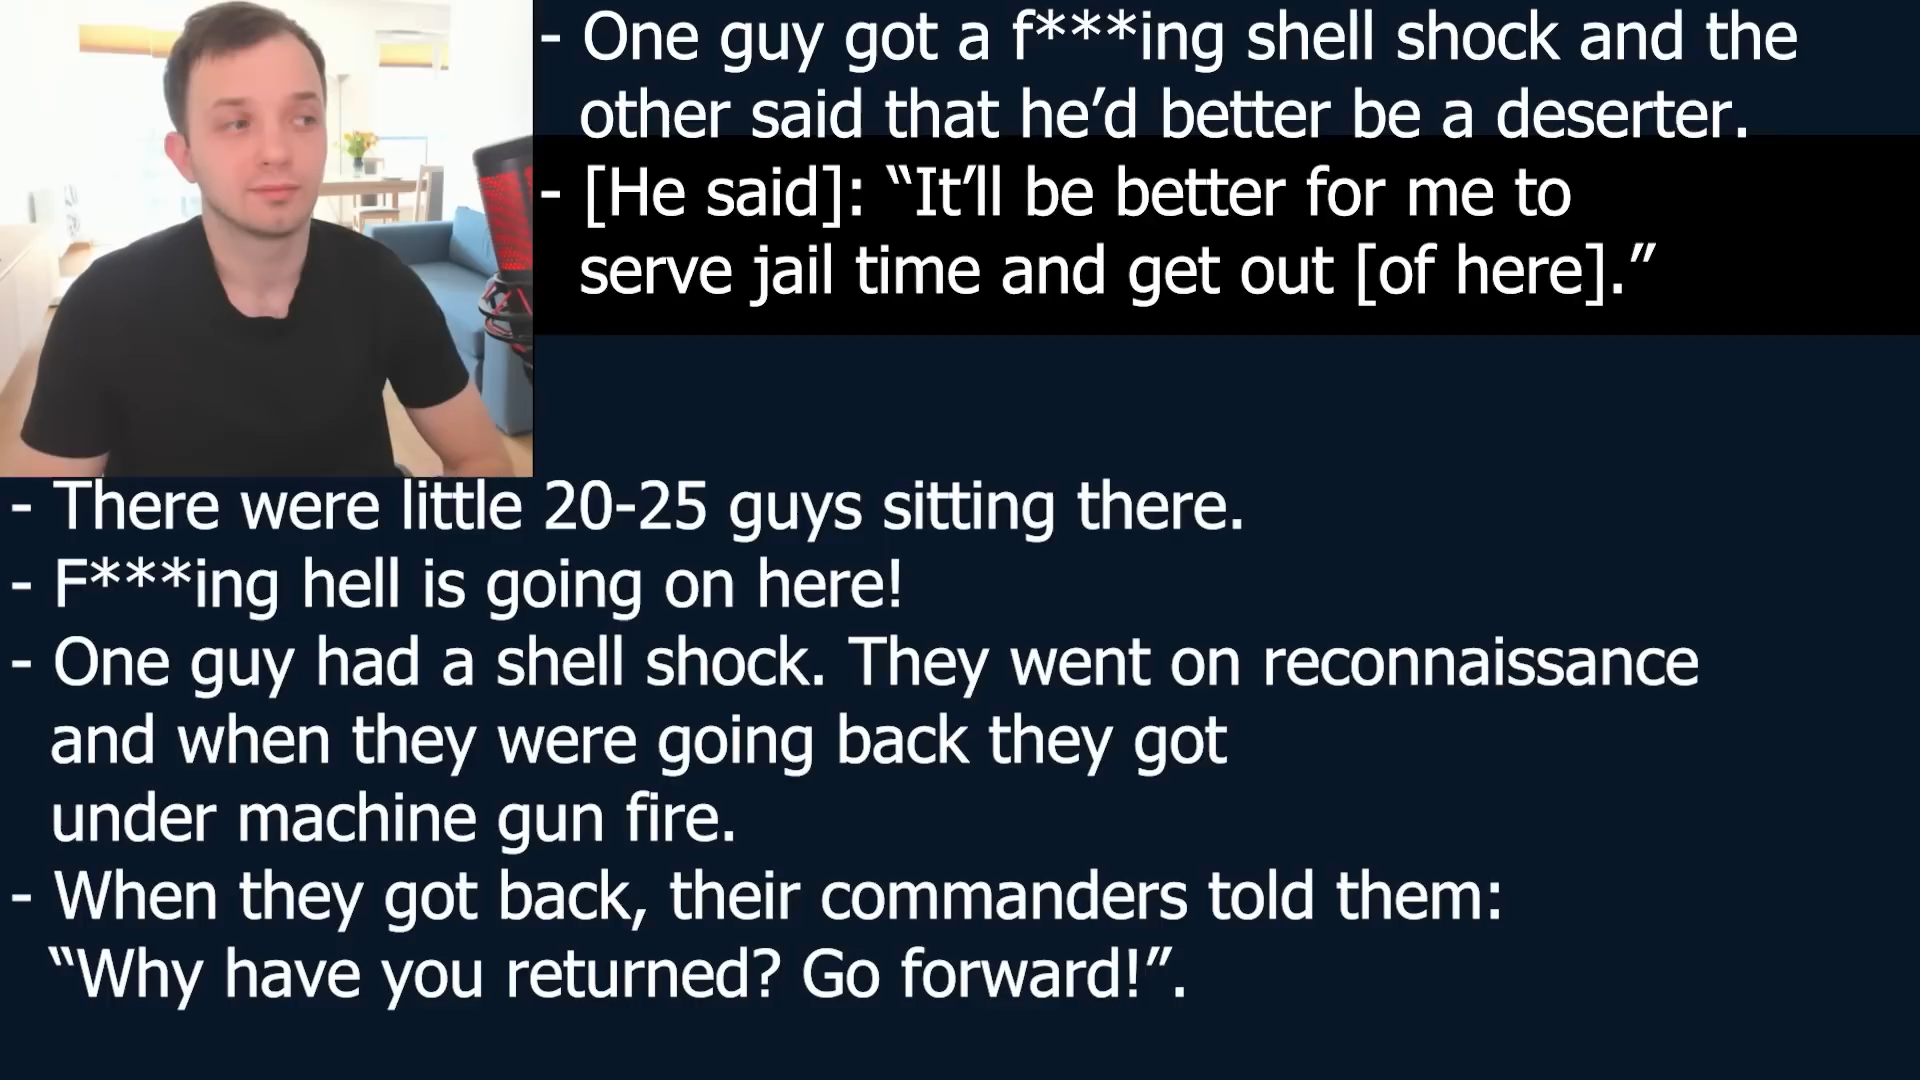 - One guy got a f***ing shell shock and the
other said that he’d better be a deserter.
- [He said]: “It’ll be better for me to
serve jail time and get out [of here].”
- There were little 20-25 guys sitting there.
- F***ing hell is going on here!
- One guy had a shell shock. They went on reconnaissance
and when they were going back they got
under machine gun fire.
- When they got back, their commanders told them:
“Why have you returned? Go forward!”.